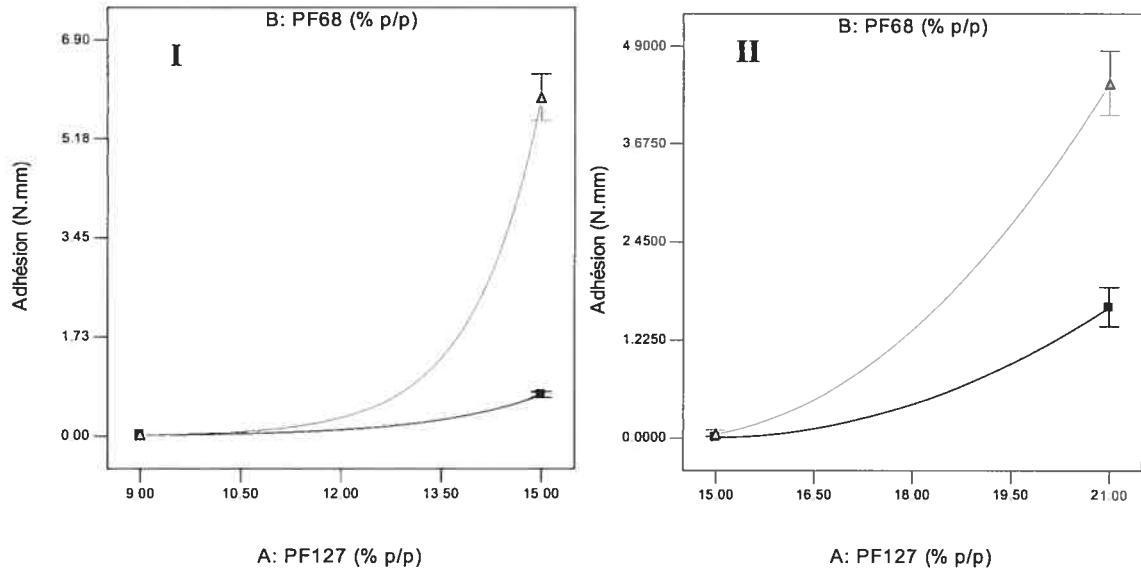 B: PF68 (% p/p)
I
Adhésion (N.mm)
6.90
5.18
3.45
1.73
0.00
9.00
10.50
12.00
13.50
15.00
A: PF127 (% p/p)
B: PF68 (% p/p)
II
Adhésion (N.mm)
4 9000
3.6750
2.4500
1.2250
0.0000
15.00
16 50
18 00
19.50
21.00
A: PF127 (% p/p)